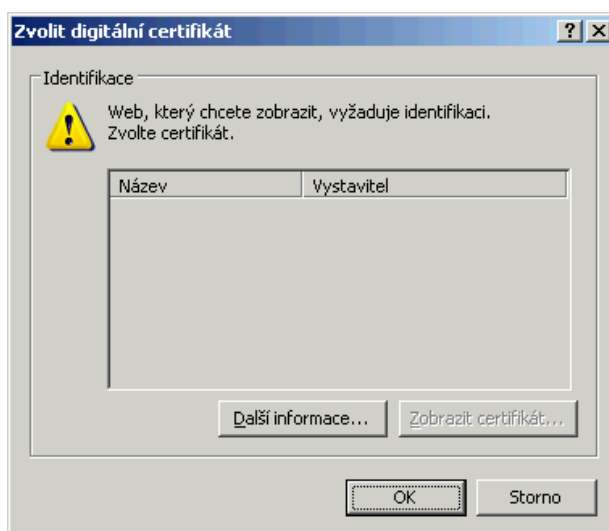 Zvolit digitální certifikát
Identifikace
Web, který chcete zobrazit, vyžaduje identifikaci.
Zvolte certifikát.
Název Vystavitel
Další informace... Zobrazit certifikát...
OK Storno